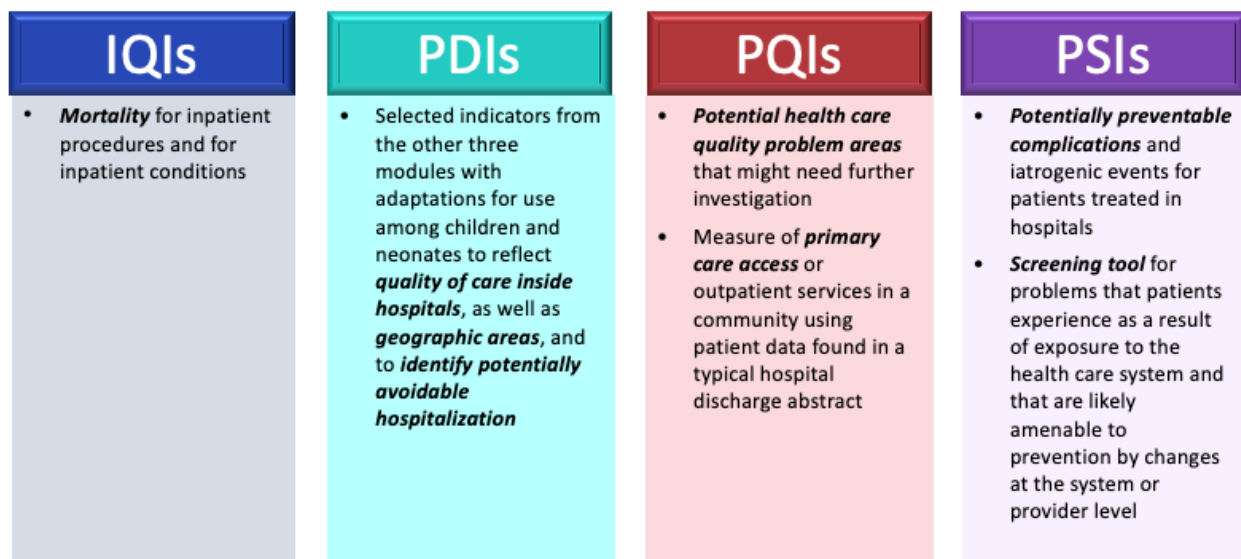 IQIs
• Mortality for inpatient
procedures and for
inpatient conditions
PDIs
• Selected indicators from
the other three
modules with
adaptations for use
among children and
neonates to reflect
quality of care inside
hospitals, as well as
geographic areas, and
to identify potentially
avoidable
hospitalization
PQIs
• Potential health care
quality problem areas
that might need further
investigation
• Measure of primary
care access or
outpatient services in a
community using
patient data found in a
typical hospital
discharge abstract
PSIs
• Potentially preventable
complications and
iatrogenic events for
patients treated in
hospitals
• Screening tool for
problems that patients
experience as a result
of exposure to the
health care system and
that are likely
amenable to
prevention by changes
at the system or
provider level